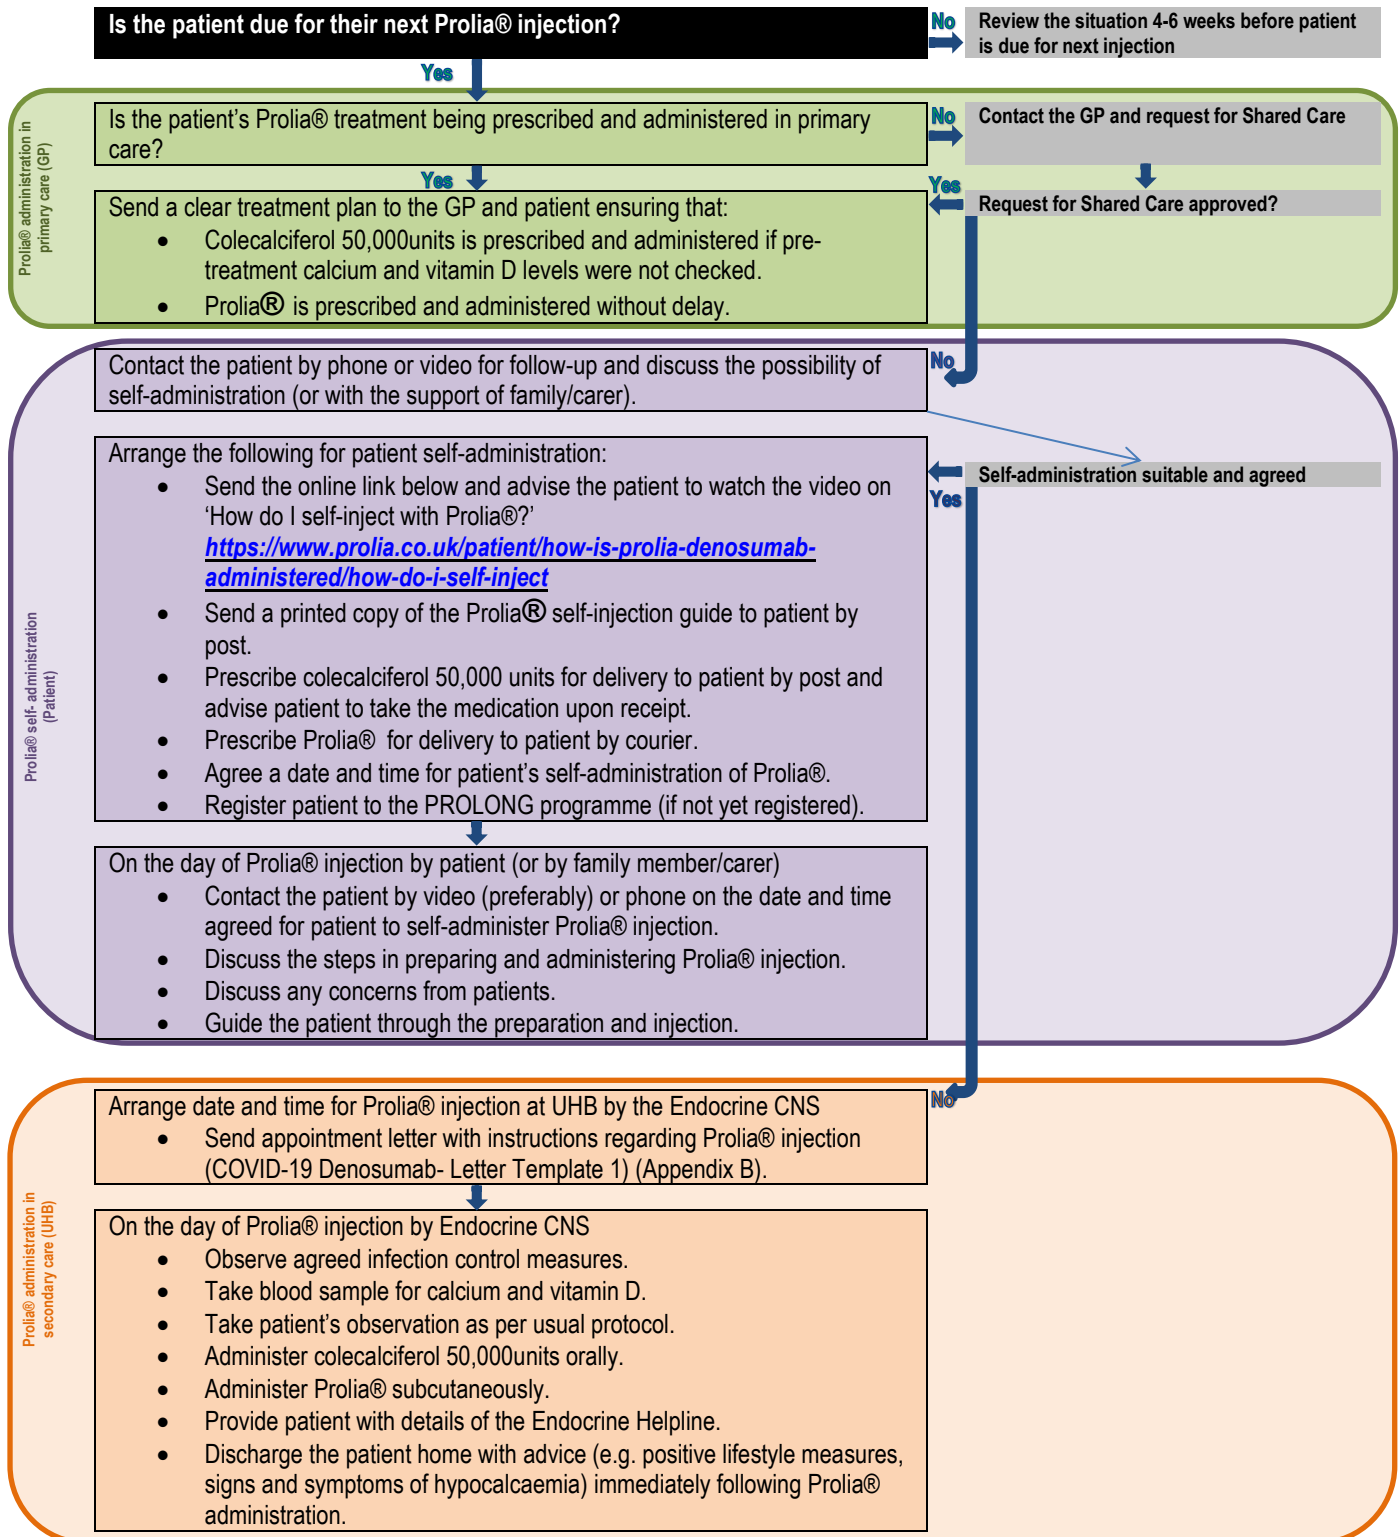 Is the patient due for their next Prolia® injection?
No
Review the situation 4-6 weeks before patient
is due for next injection
Yes
Prolia® administration in
primary care (GP)
Is the patient's Prolia® treatment being prescribed and administered in primary
care?
No
Contact the GP and request for Shared Care
Yes
Send a clear treatment plan to the GP and patient ensuring that:
• Colecalciferol 50,000units is prescribed and administered if pre-
treatment calcium and vitamin D levels were not checked.
• Prolia® is prescribed and administered without delay.
Yes
Request for Shared Care approved?
Prolia® self- administration
(Patient)
Contact the patient by phone or video for follow-up and discuss the possibility of
self-administration (or with the support of family/carer).
No
Arrange the following for patient self-administration:
• Send the online link below and advise the patient to watch the video on
'How do I self-inject with Prolia®?'
https://www.prolia.co.uk/patient/how-is-prolia-denosumab-
administered/how-do-i-self-inject
• Send a printed copy of the Prolia® self-injection guide to patient by
post.
• Prescribe colecalciferol 50,000 units for delivery to patient by post and
advise patient to take the medication upon receipt.
• Prescribe Prolia® for delivery to patient by courier.
• Agree a date and time for patient's self-administration of Prolia®.
• Register patient to the PROLONG programme (if not yet registered).
Self-administration suitable and agreed
Yes
On the day of Prolia® injection by patient (or by family member/carer)
• Contact the patient by video (preferably) or phone on the date and time
agreed for patient to self-administer Prolia® injection.
• Discuss the steps in preparing and administering Prolia® injection.
• Discuss any concerns from patients.
• Guide the patient through the preparation and injection.
Prolia® administration in
secondary care (UHB)
Arrange date and time for Prolia® injection at UHB by the Endocrine CNS
• Send appointment letter with instructions regarding Prolia® injection
(COVID-19 Denosumab- Letter Template 1) (Appendix B).
No
On the day of Prolia® injection by Endocrine CNS
• Observe agreed infection control measures.
• Take blood sample for calcium and vitamin D.
• Take patient's observation as per usual protocol.
• Administer colecalciferol 50,000units orally.
• Administer Prolia® subcutaneously.
• Provide patient with details of the Endocrine Helpline.
• Discharge the patient home with advice (e.g. positive lifestyle measures,
signs and symptoms of hypocalcaemia) immediately following Prolia®
administration.